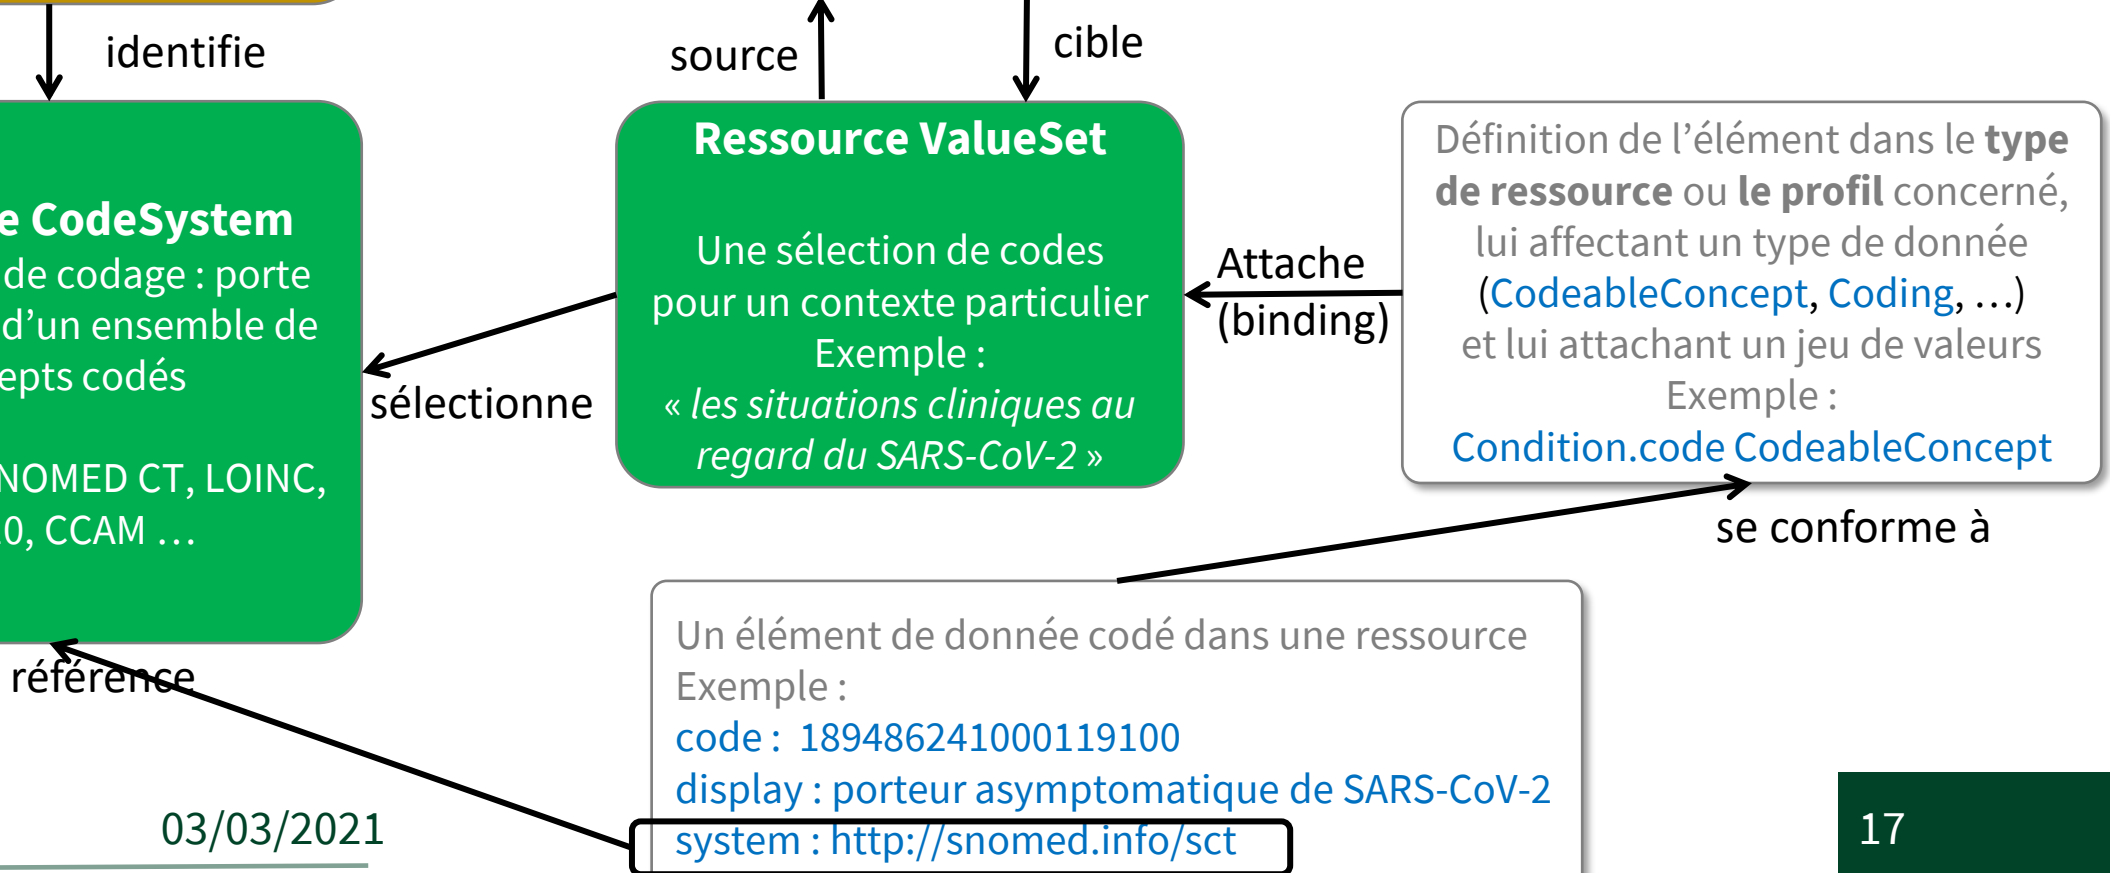 identifie
source
cible
e CodeSystem
de codage : porte
d’un ensemble de
epts codés
NOMED CT, LOINC,
0, CCAM …
référence
sélectionne
Ressource ValueSet
Une sélection de codes
pour un contexte particulier
Exemple :
« les situations cliniques au
regard du SARS-CoV-2 »
Attache
(binding)
Définition de l’élément dans le type
de ressource ou le profil concerné,
lui affectant un type de donnée
(CodeableConcept, Coding, …)
et lui attachant un jeu de valeurs
Exemple :
Condition.code CodeableConcept
se conforme à
Un élément de donnée codé dans une ressource
Exemple :
code : 189486241000119100
display : porteur asymptomatique de SARS-CoV-2
system : http://snomed.info/sct
03/03/2021
17